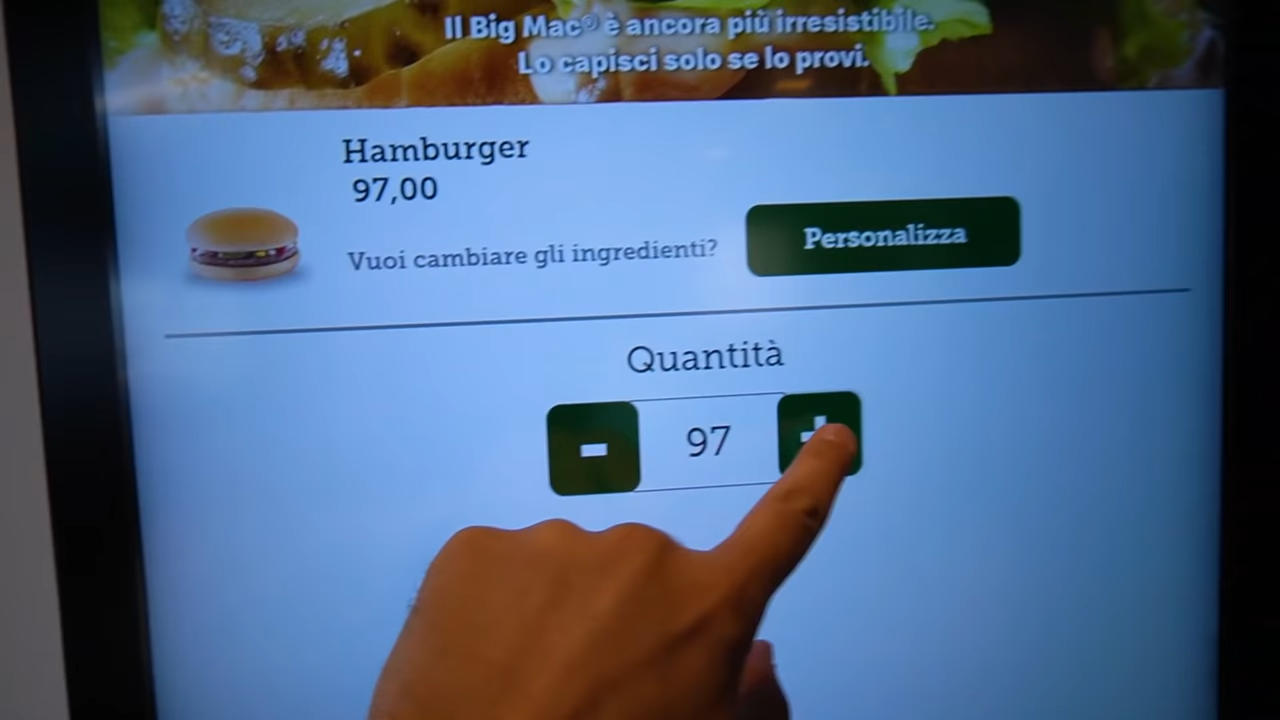 Il Big Mac® è ancora più irresistibile.
Lo capisci solo se lo provi.
Hamburger
97,00
Vuoi cambiare gli ingredienti?
Personalizza
Quantità
- 97 +